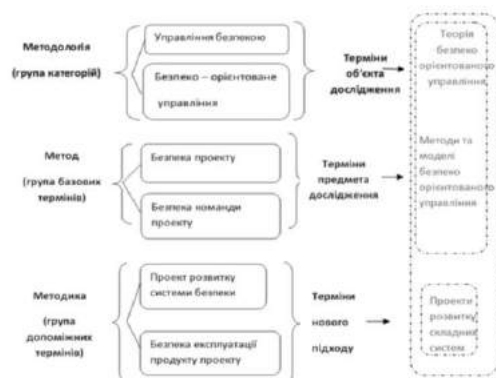 Методологія
(група категорій)
Управління безпекою
Безпеко – орієнтоване
управління
Терміни
об'єкта
дослідження
Теорія
безпеко
орієнтованого
управління
Метод
(група базових
термінів)
Безпека проекту
Безпека команди
проекту
Терміни
предмета
дослідження
Методи та
моделі
безпеко
орієнтованого
управління
Методика
(група
допоміжних
термінів)
Проект розвитку
системи безпеки
Безпека експлуатації
продукту проекту
Терміни
нового
підходу
Проекти
розвитку
складних
систем